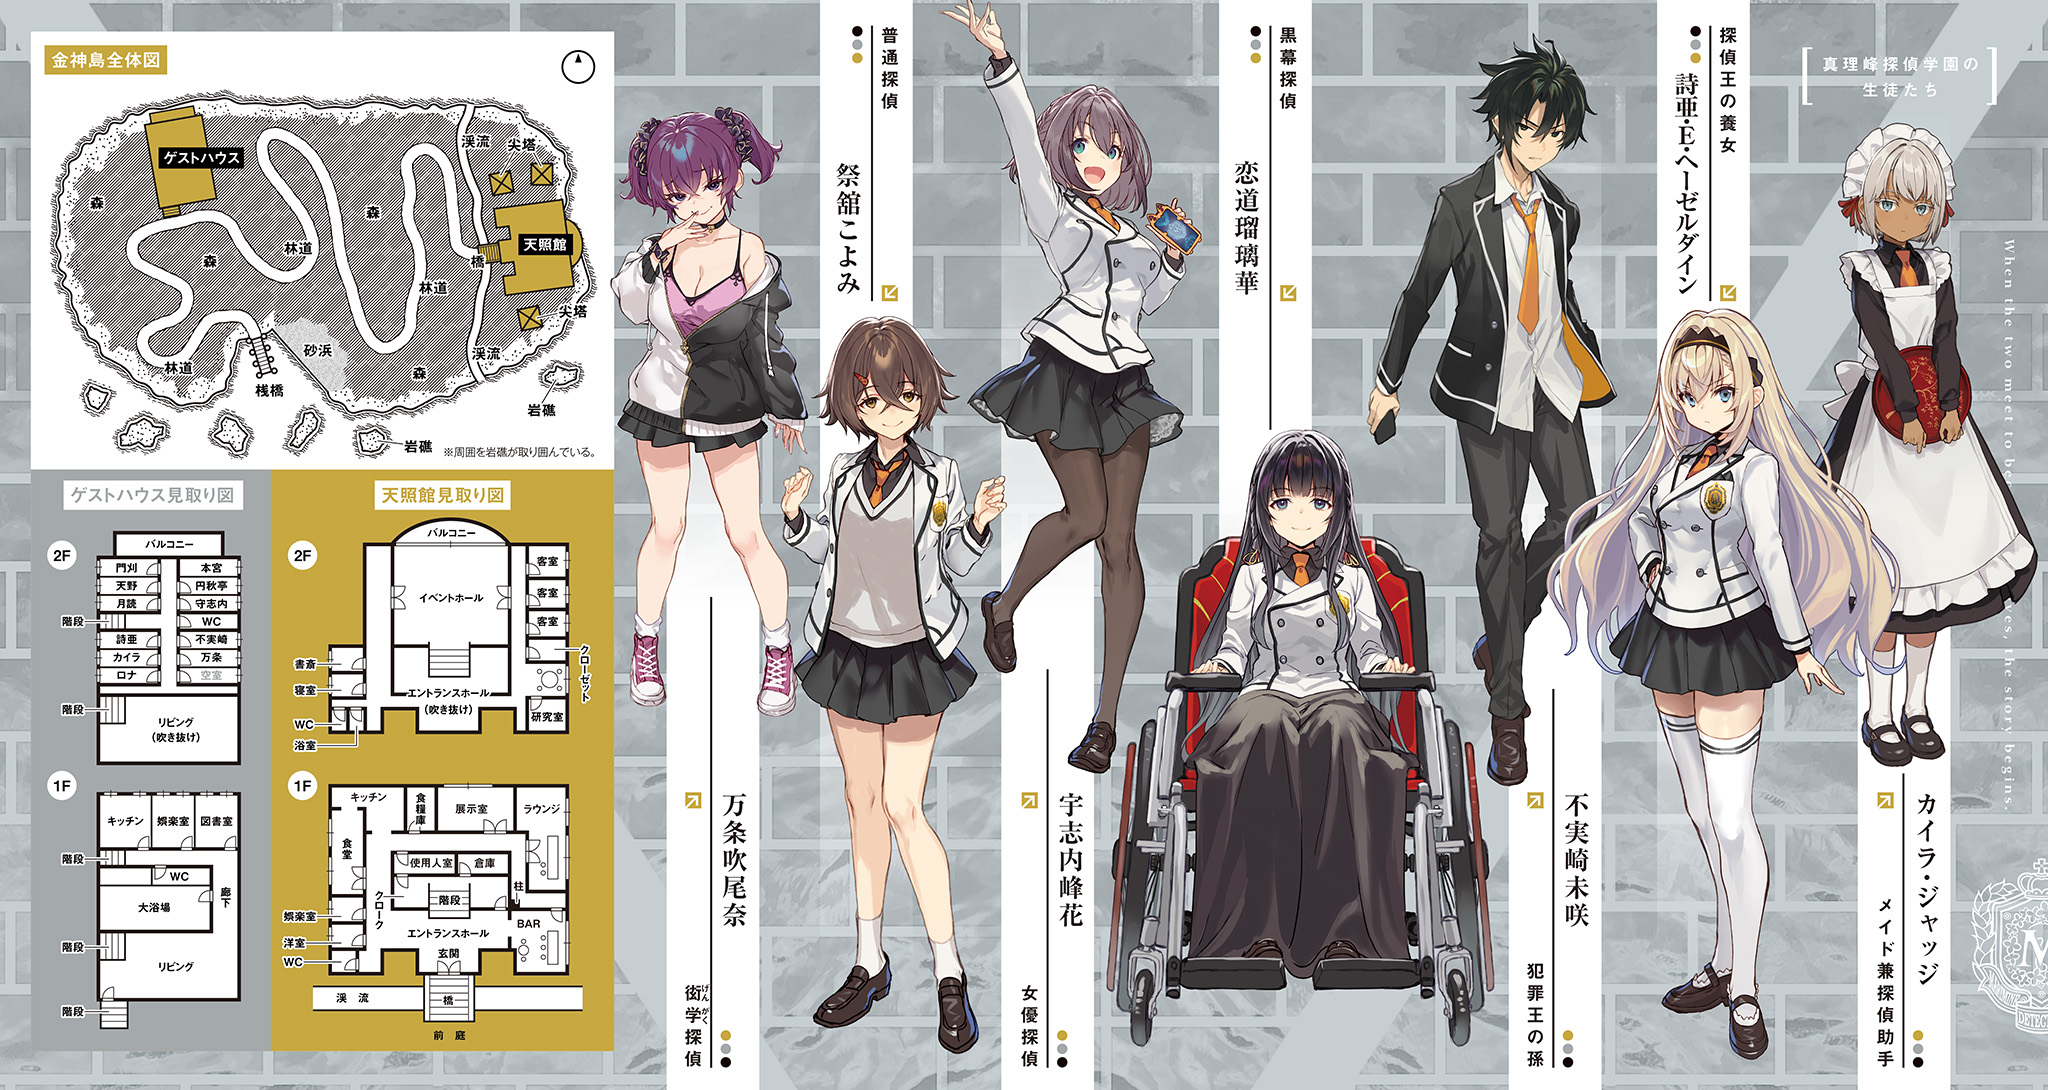 金神島全体図
ゲストハウス
渓流
尖塔
森
森
林道
森
橋
天照館
林道
尖塔
渓流
砂浜
林道
桟橋
森
岩礁
岩礁
※周囲を岩礁が取り囲んでいる。
ゲストハウス見取り図
2F
バルコニー
門刈
本宮
天野
円秋亭
月読
守志内
階段
WC
詩亜
不実崎
カイラ
万条
ロナ
空室
階段
リビング
(吹き抜け)
1F
キッチン
娯楽室
図書室
階段
WC
廊下
大浴場
階段
リビング
階段
天照館見取り図
2F
バルコニー
客室
イベントホール
客室
客室
クローゼット
書斎
寝室
エントランスホール
(吹き抜け)
WC
研究室
浴室
1F
キッチン
食糧庫
展示室
ラウンジ
食堂
使用人室
倉庫
柱
階段
クローク
娯楽室
エントランスホール
BAR
洋室
WC
玄関
渓流
橋
前庭
真理峰探偵学園の
生徒たち
探偵王の養女
詩亜・E・ヘーゼルダイン
黒幕探偵
恋道瑠璃華
普通探偵
祭舘こよみ
カイラ・ジャッジ
メイド兼探偵助手
不実崎未咲
犯罪王の孫
宇志内峰花
女優探偵
万条吹尾奈
衒学探偵
げんがく
When the two meet to be
ves, the story begins.
M
DETEC